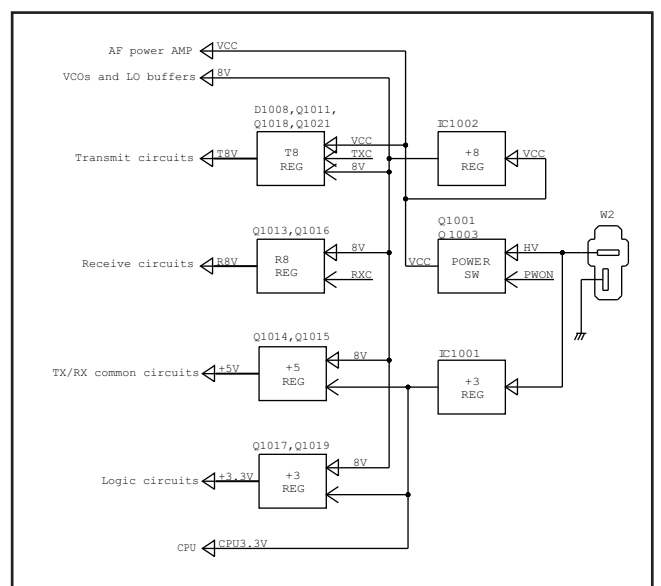 AF power AMP VCC
VCOs and LO buffers 8V
D1008,Q1011,
Q1018,Q1021
IC1002
Transmit circuits T8V
T8
REG
VCC
TXC
8V
+8
REG
VCC
Q1013,Q1016
Q1001
Q1003
W2
Receive circuits R8V
R8
REG
8V
RXC
VCC
POWER
SW
HV
PWON
Q1014,Q1015
IC1001
TX/RX common circuits +5V
+5
REG
8V
+3
REG
Q1017,Q1019
Logic circuits +3.3V
+3
REG
8V
CPU CPU3.3V